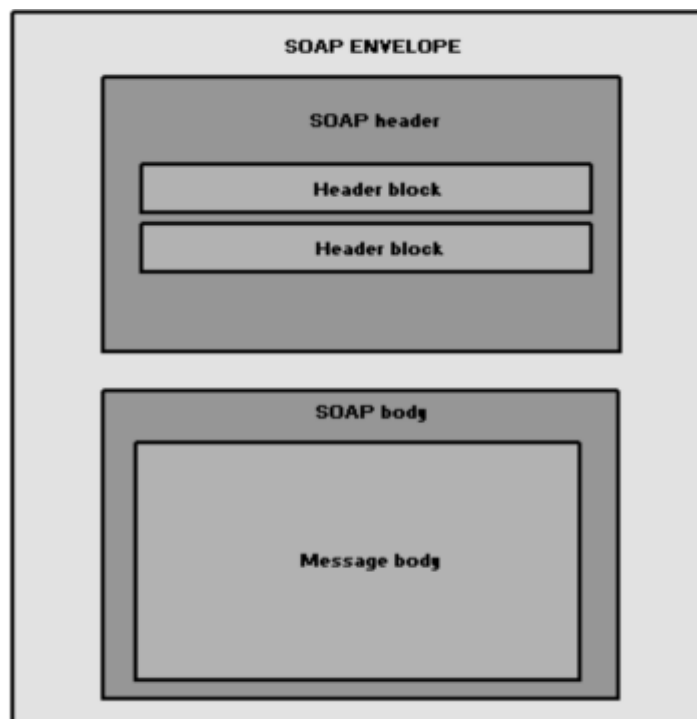 SOAP ENVELOPE
SOAP header
Header block
Header block
SOAP body
Message body